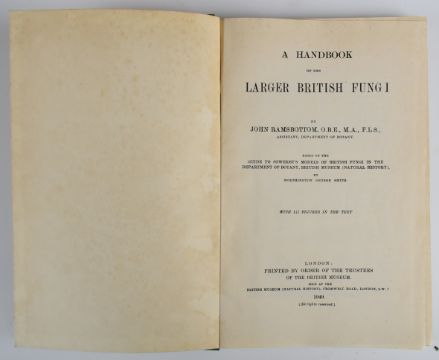 A HANDBOOK
OF THE
LARGER BRITISH FUNGI
BY
JOHN RAMSBOTTOM, O.B.E., M.A., F.L.S.,
ASSISTANT, DEPARTMENT OF BOTANY.
BASED ON THE
GUIDE TO SOWERBY'S MODELS OF BRITISH FUNGI IN THE
DEPARTMENT OF BOTANY, BRITISH MUSEUM (NATURAL HISTORY),
BY
WORTHINGTON GEORGE SMITH.
WITH 141 FIGURES IN THE TEXT
LONDON:
PRINTED BY ORDER OF THE TRUSTEES
OF THE BRITISH MUSEUM.
SOLD AT THE
BRITISH MUSEUM (NATURAL HISTORY), CROMWELL ROAD, LONDON, S.W.7
[All rights reserved]